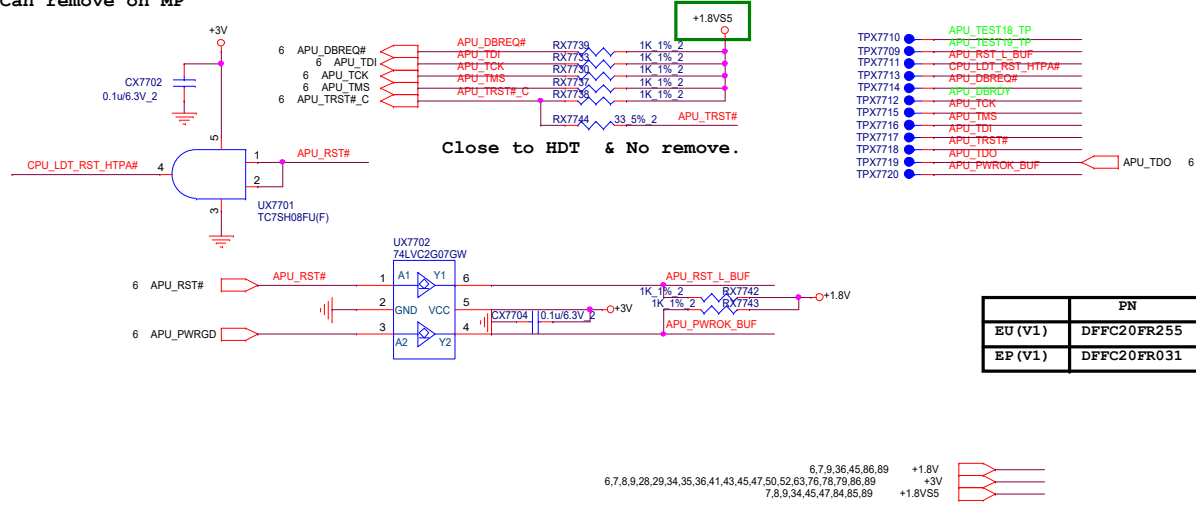 Can remove on MP
+3V
CX7702
0.1u/6.3V_2
5
CPU_LDT_RST_HTPA#
4
1
APU_RST#
2
3
UX7701
TC7SH08FU(F)
+1.8VS5
6 APU_DBREQ# APU_DBREQ# RX7739 1K_1%_2
6 APU_TDI APU_TDI RX7733 1K_1%_2
6 APU_TCK APU_TCK RX7730 1K_1%_2
6 APU_TMS APU_TMS RX7737 1K_1%_2
6 APU_TRST#_C APU_TRST#_C RX7738 1K_1%_2
RX7744 33_5%_2 APU_TRST#
Close to HDT & No remove.
TPX7710 APU_TEST18_TP
TPX7709 APU_TEST19_TP
TPX7711 APU_RST_L_BUF
TPX7713 CPU_LDT_RST_HTPA#
TPX7714 APU_DBREQ#
TPX7712 APU_DBRDY
TPX7715 APU_TCK
TPX7716 APU_TMS
TPX7717 APU_TDI
TPX7718 APU_TRST#
TPX7719 APU_TDO APU_TDO 6
TPX7720 APU_PWROK_BUF
UX7702
74LVC2G07GW
6 APU_RST# APU_RST# 1 A1 Y1 6 APU_RST_L_BUF
1K_1%_2 RX7742 +1.8V
1K_1%_2 RX7743
2 GND VCC 5 +3V
CX7704 0.1u/6.3V_2
6 APU_PWRGD 3 A2 Y2 4 APU_PWROK_BUF
PN
EU(V1) DFFC20FR255
EP(V1) DFFC20FR031
6,7,9,36,45,86,89 +1.8V
6,7,8,9,28,29,34,35,36,41,43,45,47,50,52,63,76,78,79,86,89 +3V
7,8,9,34,45,47,84,85,89 +1.8VS5